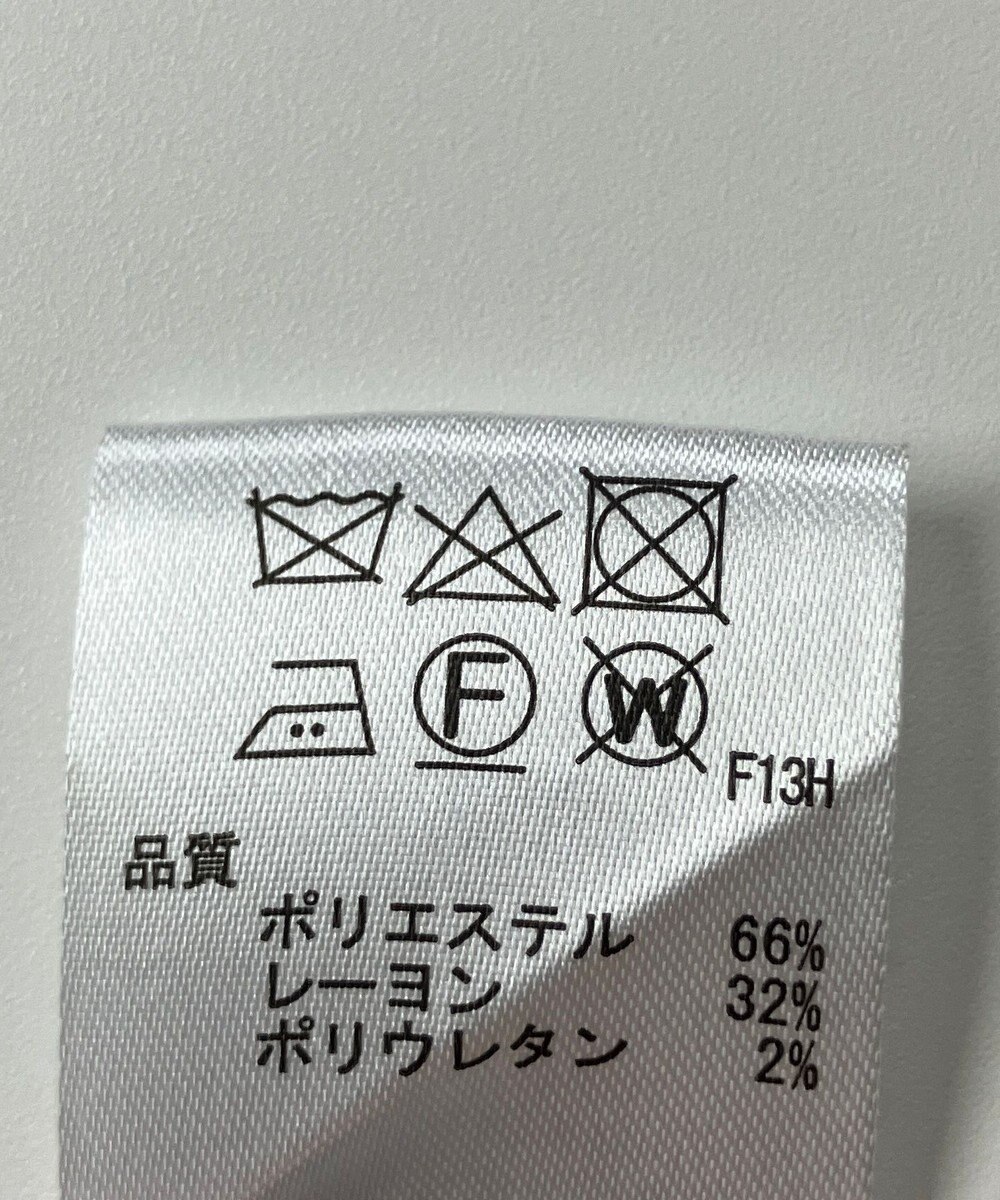 F W F13H
品質
ポリエステル 66%
レーヨン 32%
ポリウレタン 2%